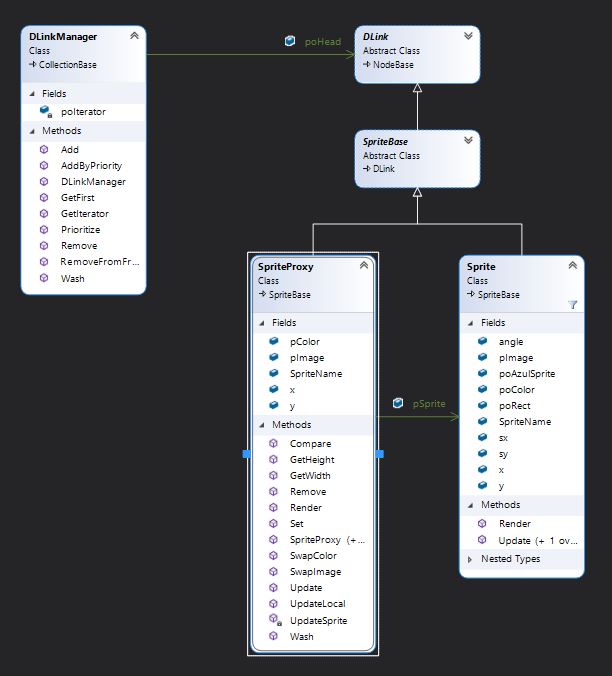 DLinkManager
Class
CollectionBase
Fields
poIterator
Methods
Add
AddByPriority
DLinkManager
GetFirst
GetIterator
Prioritize
Remove
RemoveFromFr...
Wash
poHead
DLink
Abstract Class
NodeBase
SpriteBase
Abstract Class
DLink
SpriteProxy
Class
SpriteBase
Fields
pColor
pImage
SpriteName
x
y
Methods
Compare
GetHeight
GetWidth
Remove
Render
Set
SpriteProxy (+ ...
SwapColor
SwapImage
Update
UpdateLocal
UpdateSprite
Wash
pSprite
Sprite
Class
SpriteBase
Fields
angle
pImage
poAzulSprite
poColor
poRect
SpriteName
sx
sy
x
y
Methods
Render
Update (+ 1 ov...
Nested Types